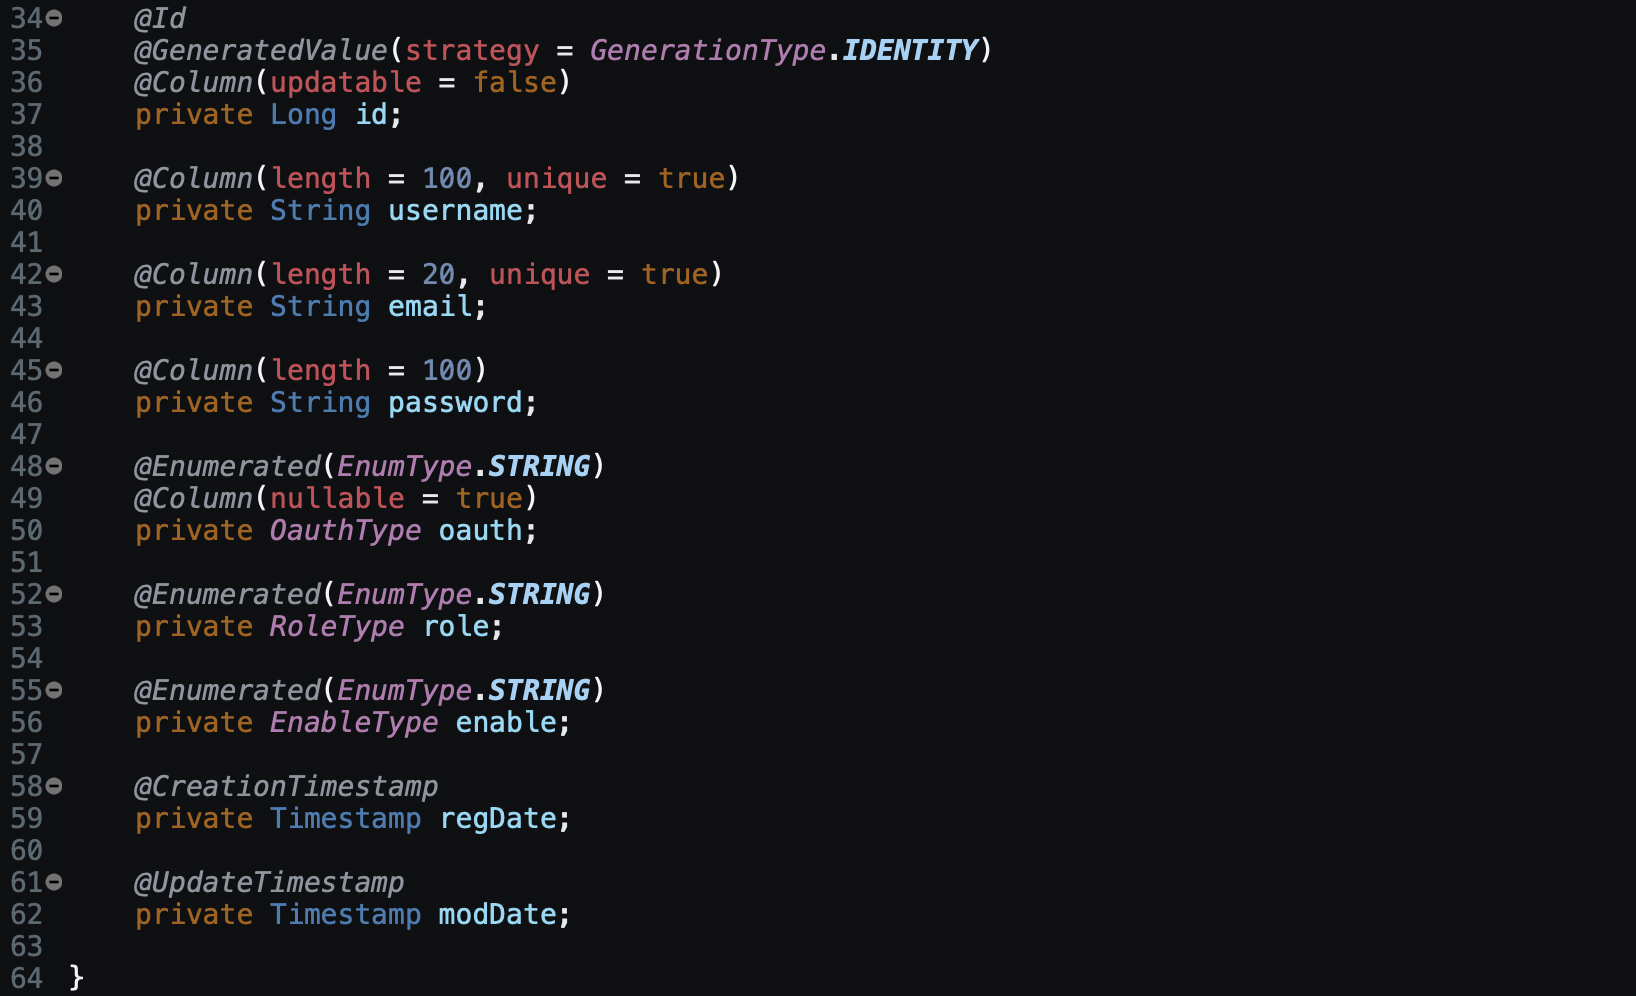 34 @Id
35 @GeneratedValue(strategy = GenerationType.IDENTITY)
36 @Column(updatable = false)
37 private Long id;
38
39 @Column(length = 100, unique = true)
40 private String username;
41
42 @Column(length = 20, unique = true)
43 private String email;
44
45 @Column(length = 100)
46 private String password;
47
48 @Enumerated(EnumType.STRING)
49 @Column(nullable = true)
50 private OauthType oauth;
51
52 @Enumerated(EnumType.STRING)
53 private RoleType role;
54
55 @Enumerated(EnumType.STRING)
56 private EnableType enable;
57
58 @CreationTimestamp
59 private Timestamp regDate;
60
61 @UpdateTimestamp
62 private Timestamp modDate;
63
64 }